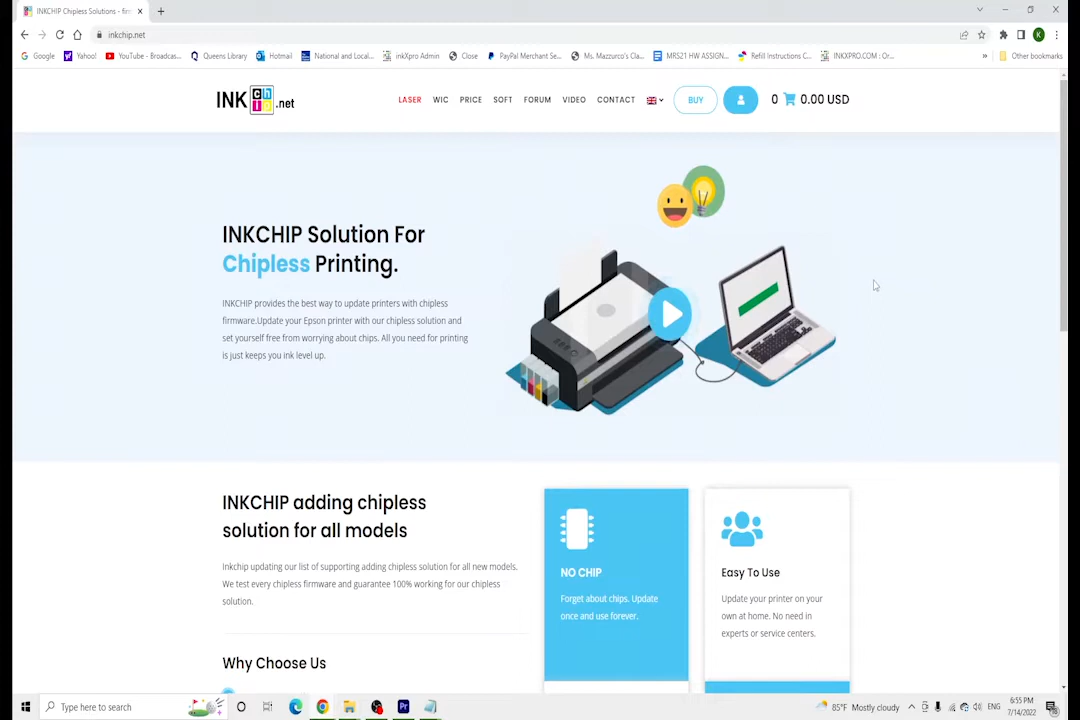 INKCHIP Chipless Solutions - fir
inkchip.net
Google
Yahoo!
YouTube - Broadcas...
Queens Library
Hotmail
National and Local...
inkXpro Admin
Close
PayPal Merchant Se...
Ms. Mazzurco's Cla...
MRS21 HW ASSIGN...
Refill Instructions C...
INKXPRO.COM : Or...
»
Other bookmarks
K
INK chip .net
LASER WIC PRICE SOFT FORUM VIDEO CONTACT BUY 0 0.00 USD
INKCHIP Solution For
Chipless Printing.
INKCHIP provides the best way to update printers with chipless
firmware.Update your Epson printer with our chipless solution and
set yourself free from worrying about chips. All you need for printing
is just keeps you ink level up.
INKCHIP adding chipless
solution for all models
Inkchip updating our list of supporting adding chipless solution for all new models.
We test every chipless firmware and guarantee 100% working for our chipless
solution.
Why Choose Us
NO CHIP
Forget about chips. Update
once and use forever.
Easy To Use
Update your printer on your
own at home. No need in
experts or service centers.
Type here to search
Pr
85°F Mostly cloudy
ENG
6:55 PM
7/14/2022